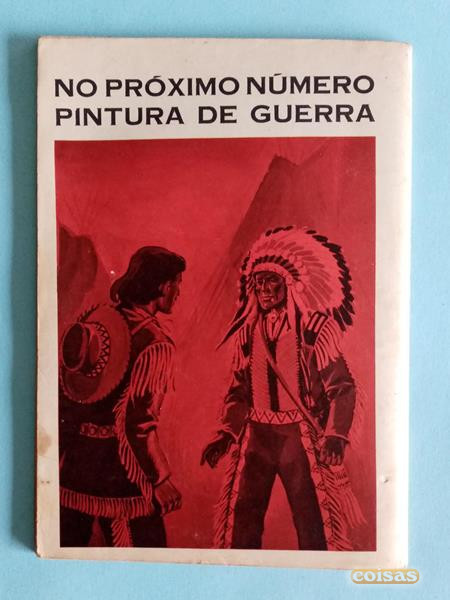 NO PRÓXIMO NÚMERO
PINTURA DE GUERRA
coisas